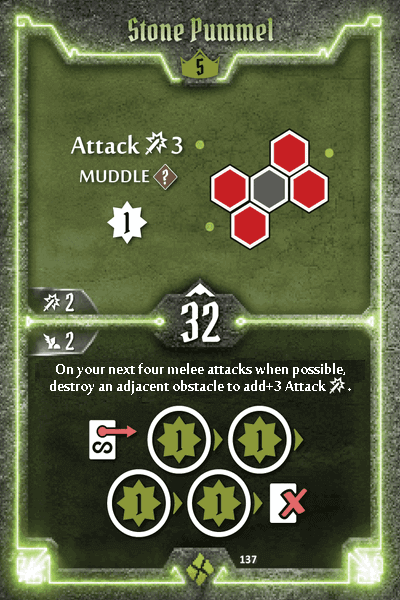 Stone Pummel
5
Attack 3
MUDDLE ?
1
2
32
2
On your next four melee attacks when possible,
destroy an adjacent obstacle to add+3 Attack .
S 1 1
1 1
137